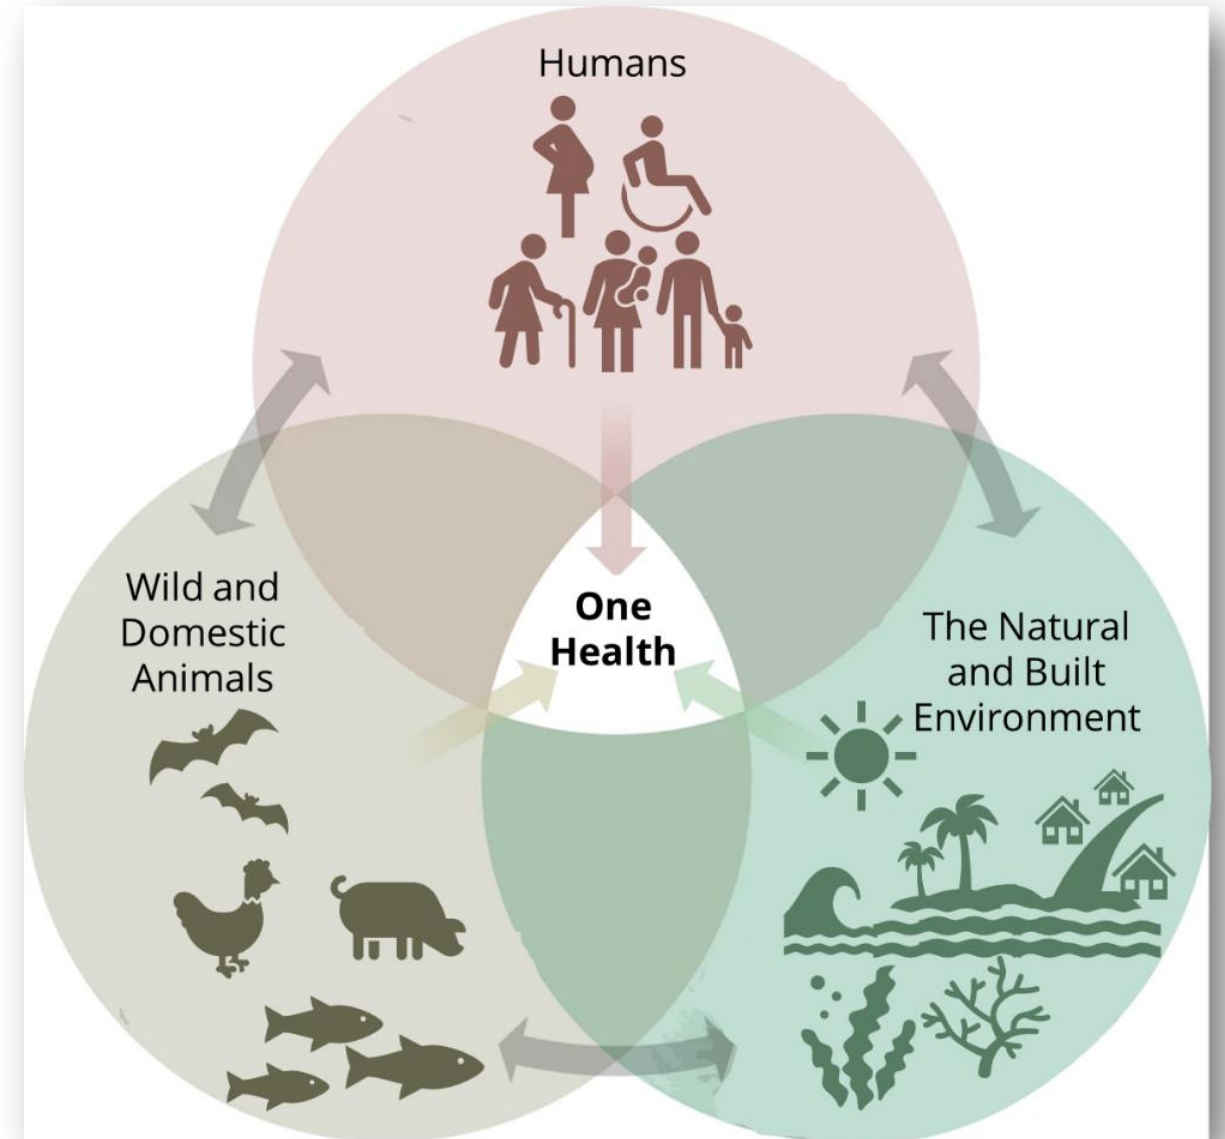 Humans
One
Health
Wild and
Domestic
Animals
The Natural
and Built
Environment